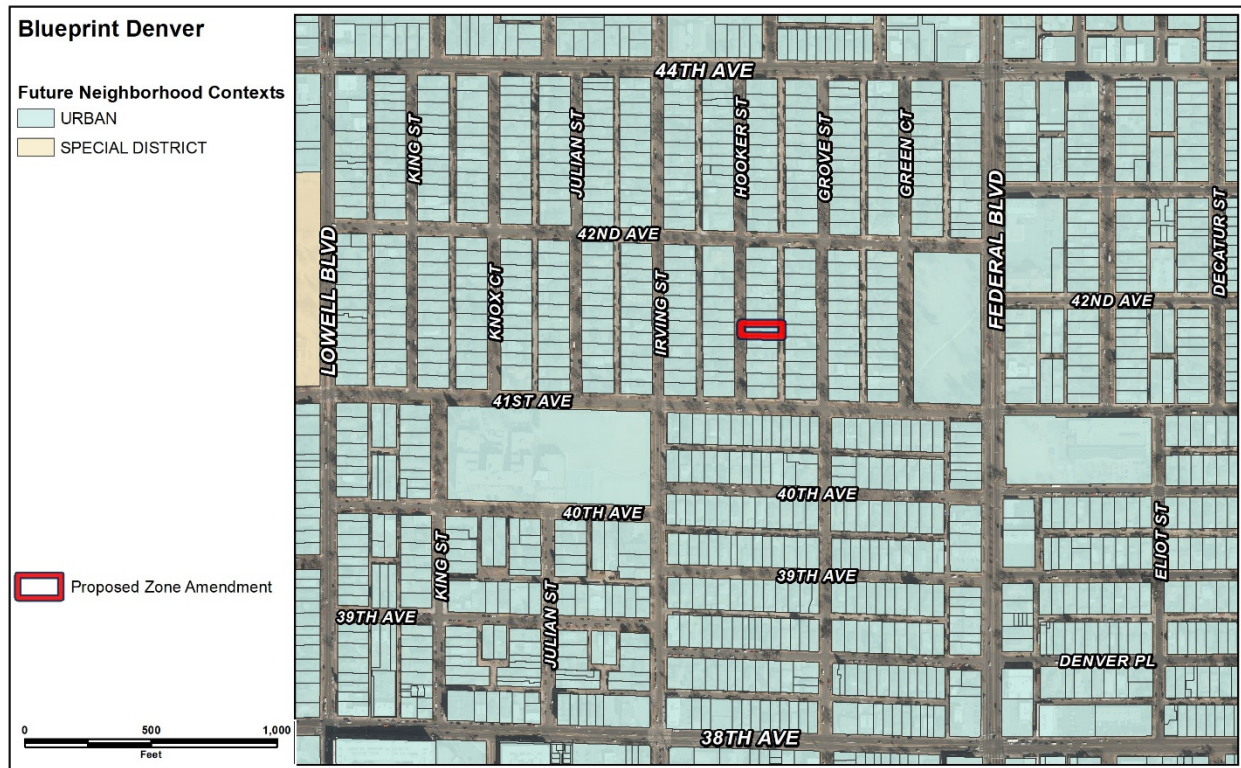 Blueprint Denver
Future Neighborhood Contexts
URBAN
SPECIAL DISTRICT
Proposed Zone Amendment
0 500 1,000
Feet
44TH AVE
KING ST
JULIAN ST
HOOKER ST
GROVE ST
GREEN CT
DECATUR ST
42ND AVE
LOWELL BLVD
KNOX CT
IRVING ST
FEDERAL BLVD
42ND AVE
41ST AVE
40TH AVE
40TH AVE
KING ST
JULIAN ST
39TH AVE
ELIOT ST
39TH AVE
DENVER PL
38TH AVE